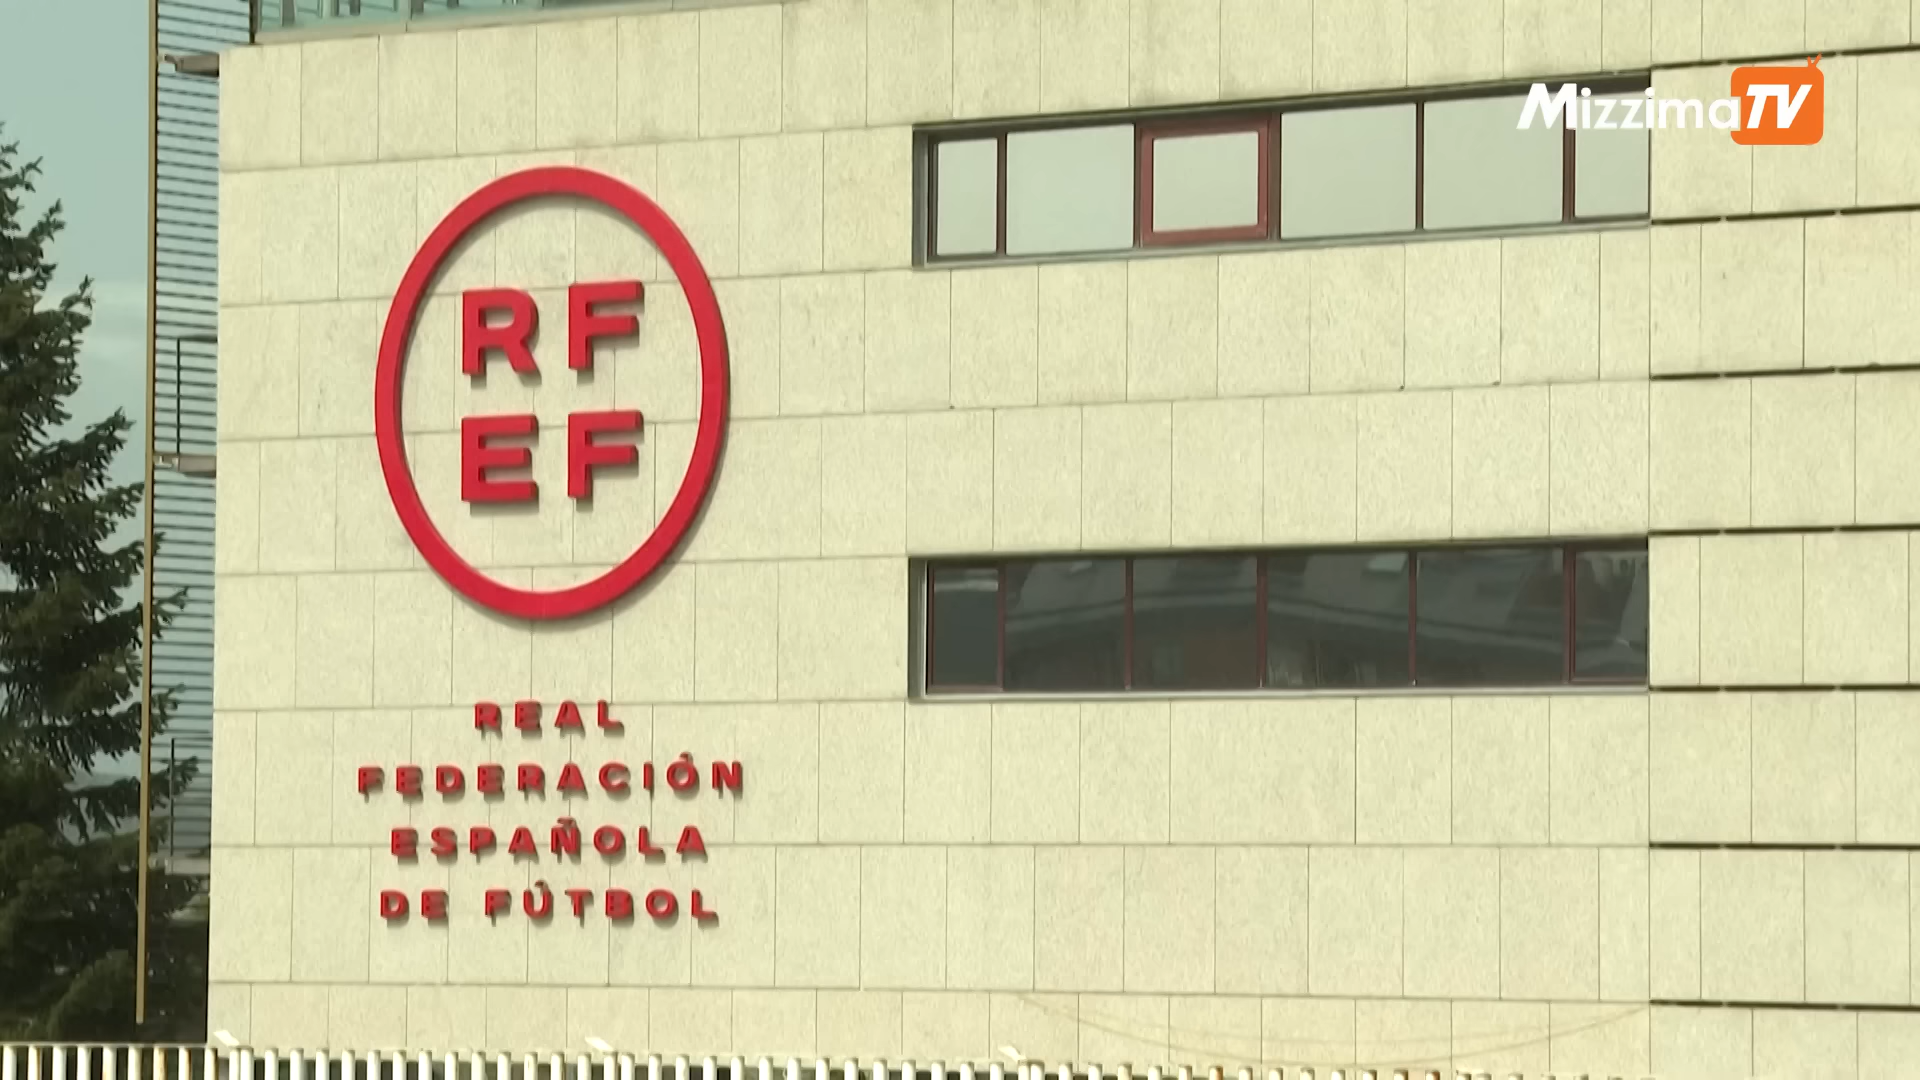 MizzimaTV
RF
EF
REAL
FEDERACIÓN
ESPAÑOLA
DE FÚTBOL